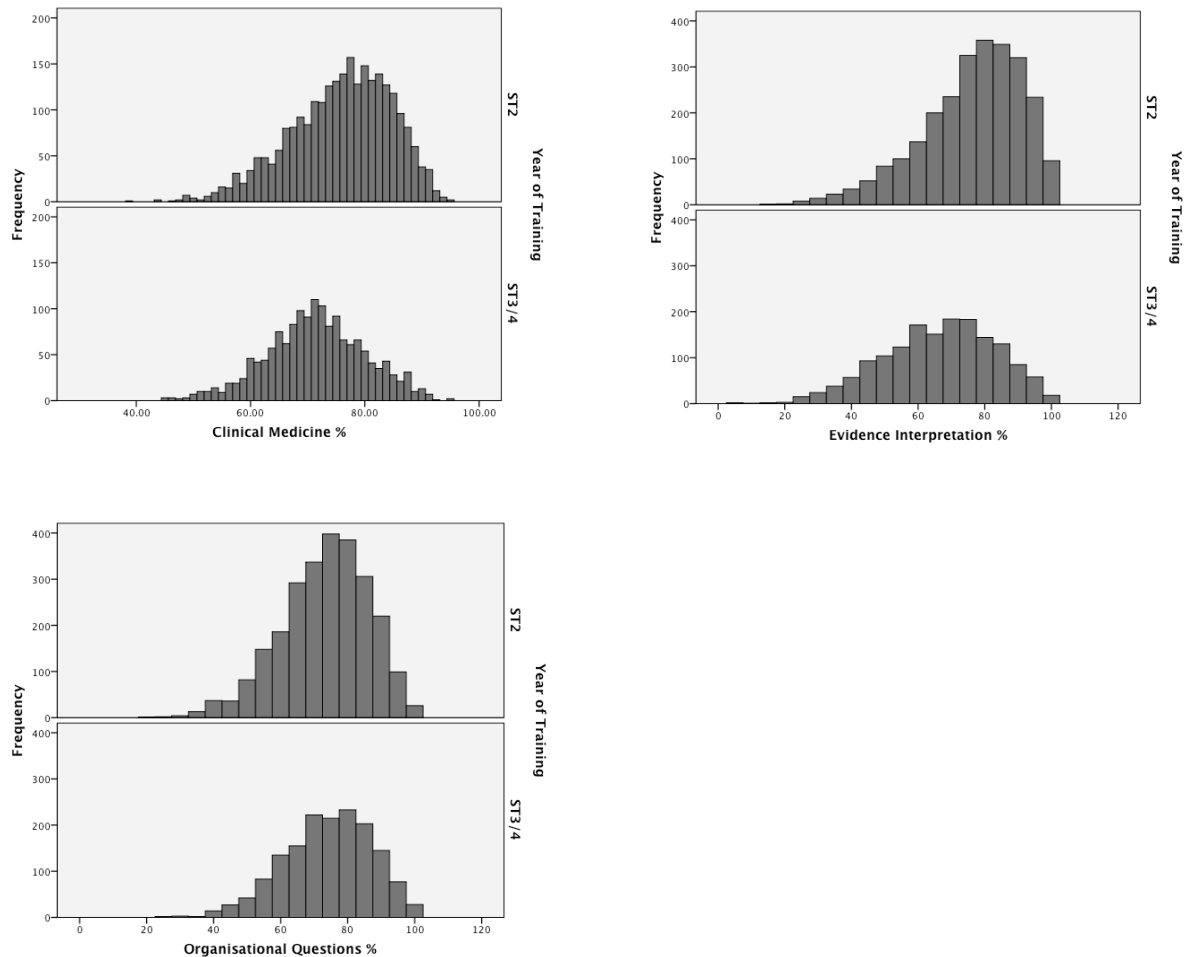 200
150
100
50
0
ST2
200
150
100
50
0
ST3/4
Frequency
Year of Training
40.00 60.00 80.00 100.00
Clinical Medicine %
400
300
200
100
0
ST2
400
300
200
100
0
ST3/4
Frequency
Year of Training
0 20 40 60 80 100 120
Evidence Interpretation %
400
300
200
100
0
ST2
400
300
200
100
0
ST3/4
Frequency
Year of Training
0 20 40 60 80 100 120
Organisational Questions %